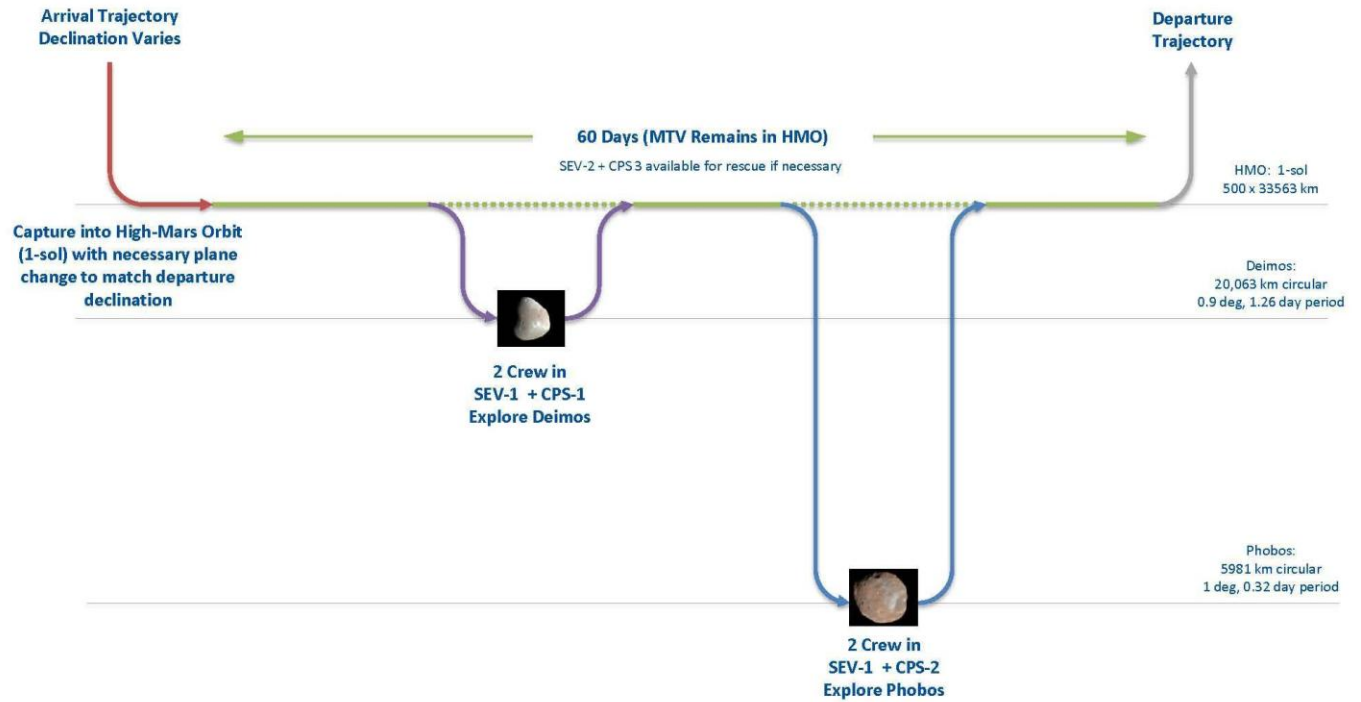 Arrival Trajectory
Declination Varies
Departure
Trajectory
60 Days (MTV Remains in HMO)
SEV-2 + CPS 3 available for rescue if necessary
HMO: 1-sol
500 x 33563 km
Capture into High-Mars Orbit
(1-sol) with necessary plane
change to match departure
declination
Deimos:
20,063 km circular
0.9 deg, 1.26 day period
2 Crew in
SEV-1 + CPS-1
Explore Deimos
Phobos:
5981 km circular
1 deg, 0.32 day period
2 Crew in
SEV-1 + CPS-2
Explore Phobos